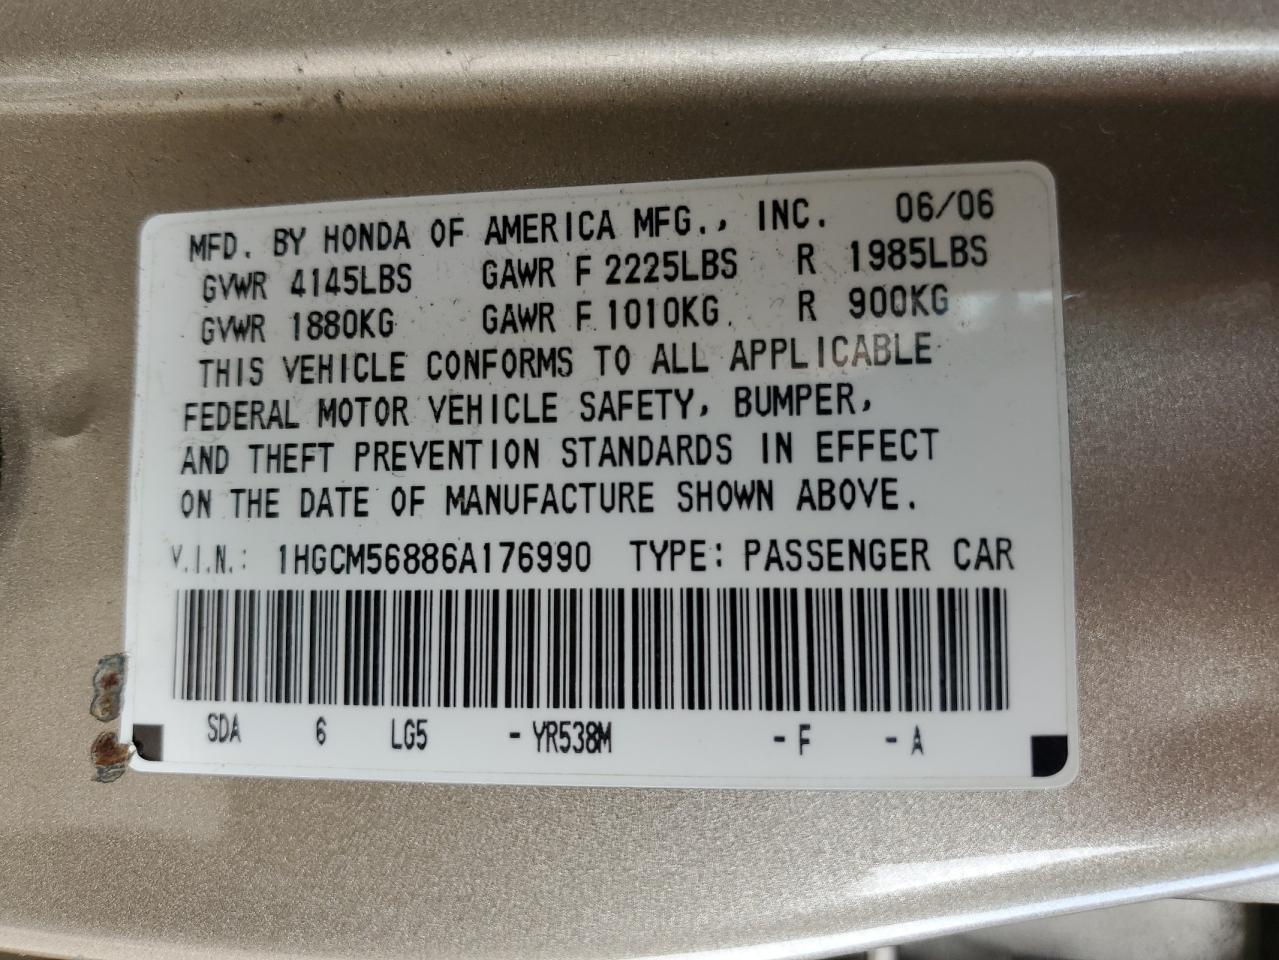 MFD. BY HONDA OF AMERICA MFG., INC. 06/06
GVWR 4145LBS GAWR F 2225LBS R 1985LBS
GVWR 1880KG GAWR F 1010KG R 900KG
THIS VEHICLE CONFORMS TO ALL APPLICABLE
FEDERAL MOTOR VEHICLE SAFETY, BUMPER,
AND THEFT PREVENTION STANDARDS IN EFFECT
ON THE DATE OF MANUFACTURE SHOWN ABOVE.
V.I.N.: 1HGCM56886A176990 TYPE: PASSENGER CAR
SDA 6 LG5 - YR538M - F - A